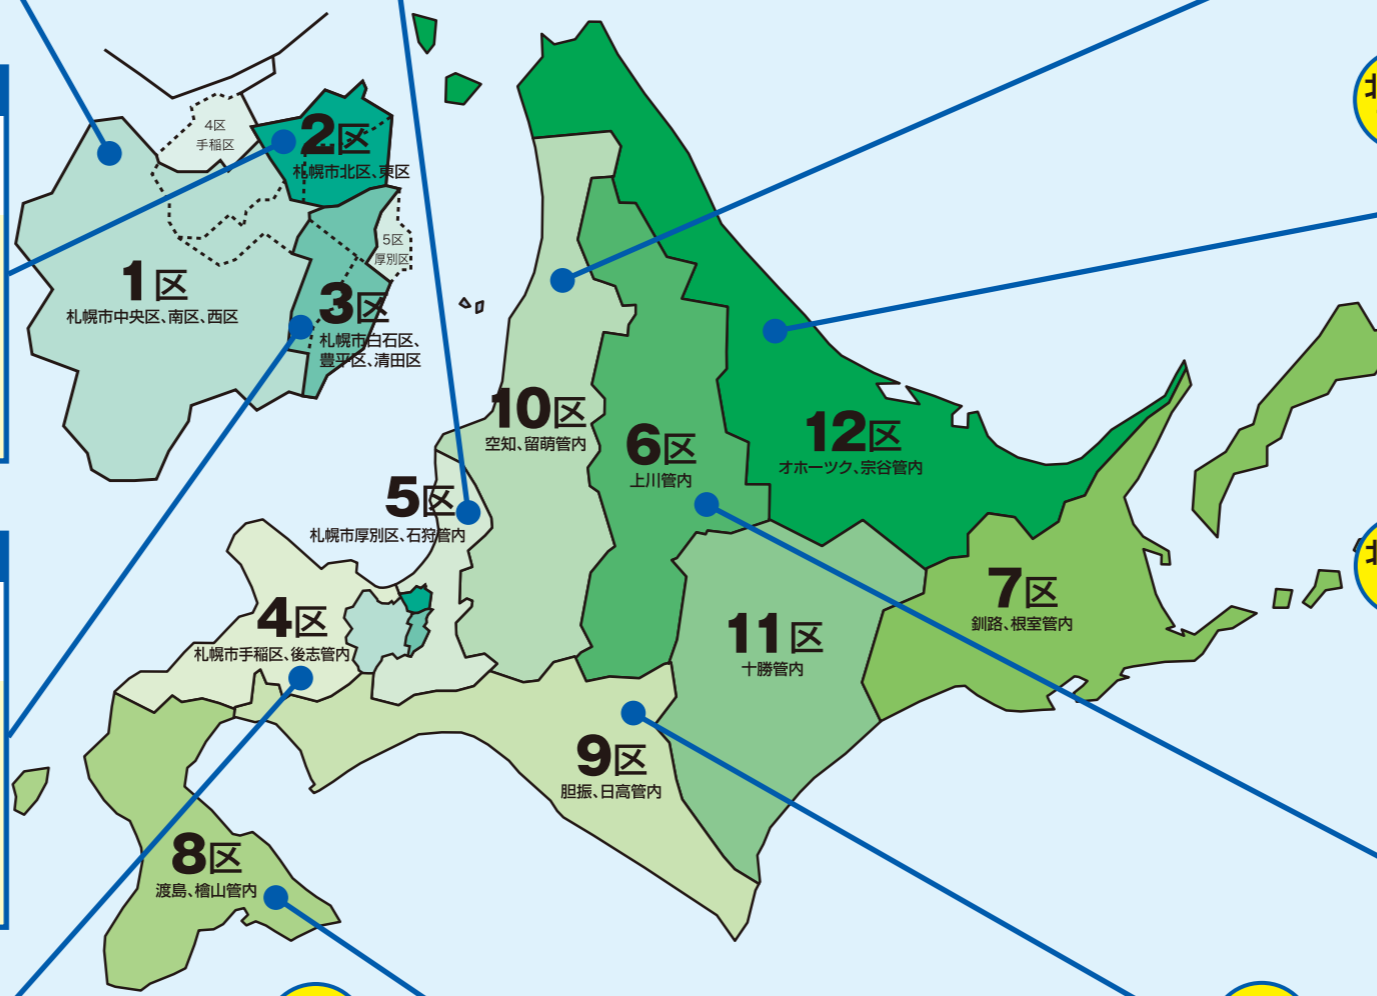 4区
手稲区
2区
札幌市北区、東区
5区
厚別区
1区
札幌市中央区、南区、西区
3区
札幌市白石区、
豊平区、清田区
10区
空知、留萌管内
6区
上川管内
12区
オホーツク、宗谷管内
5区
札幌市厚別区、石狩管内
4区
札幌市手稲区、後志管内
11区
十勝管内
7区
釧路、根室管内
9区
胆振、日高管内
8区
渡島、檜山管内
北
北